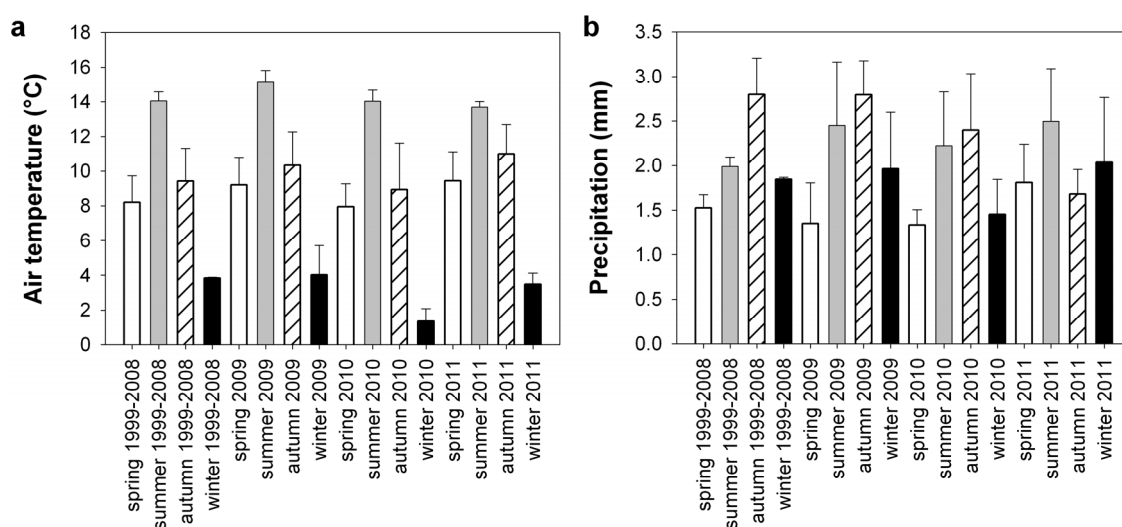 a
Air temperature (°C)
18
16
14
12
10
8
6
4
2
0
spring 1999-2008
summer 1999-2008
autumn 1999-2008
winter 1999-2008
spring 2009
summer 2009
autumn 2009
winter 2009
spring 2010
summer 2010
autumn 2010
winter 2010
spring 2011
summer 2011
autumn 2011
winter 2011
b
Precipitation (mm)
3.5
3.0
2.5
2.0
1.5
1.0
0.5
0.0
spring 1999-2008
summer 1999-2008
autumn 1999-2008
winter 1999-2008
spring 2009
summer 2009
autumn 2009
winter 2009
spring 2010
summer 2010
autumn 2010
winter 2010
spring 2011
summer 2011
autumn 2011
winter 2011